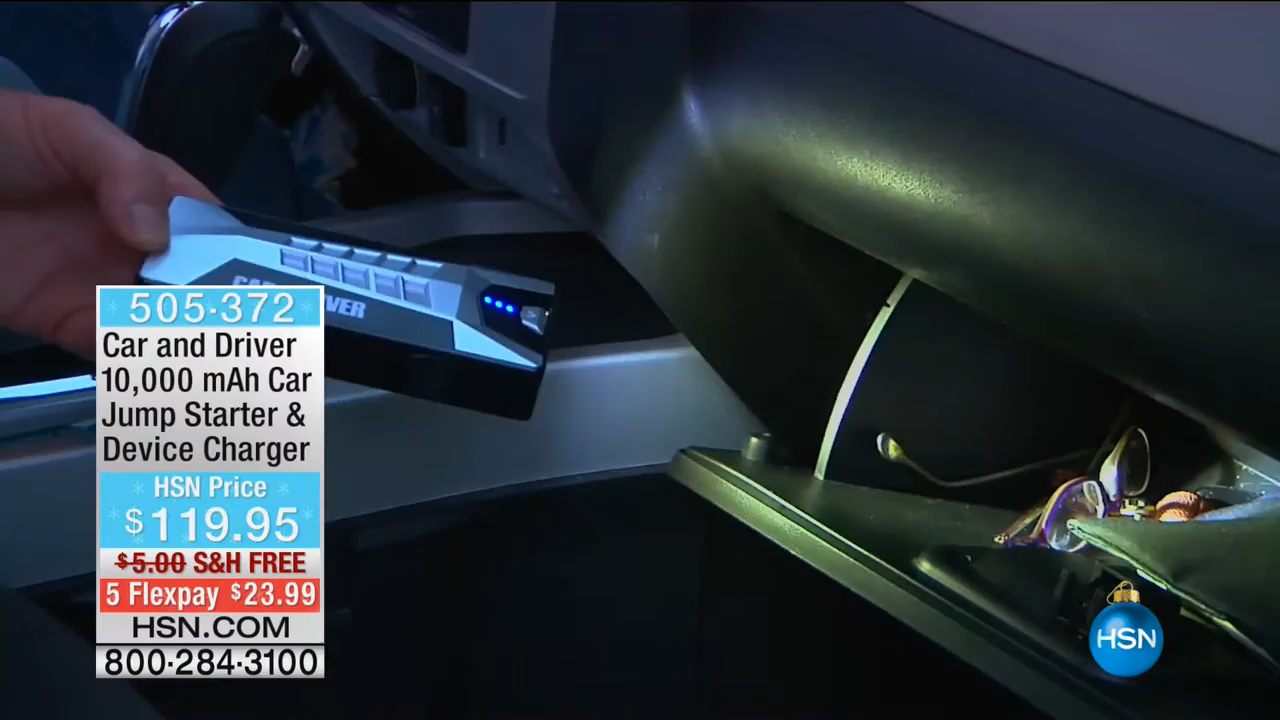 505·372
Car and Driver
10,000 mAh Car
Jump Starter &
Device Charger
HSN Price
$119.95
$5.00 S&H FREE
5 Flexpay $23.99
HSN.COM
800·284·3100
HSN